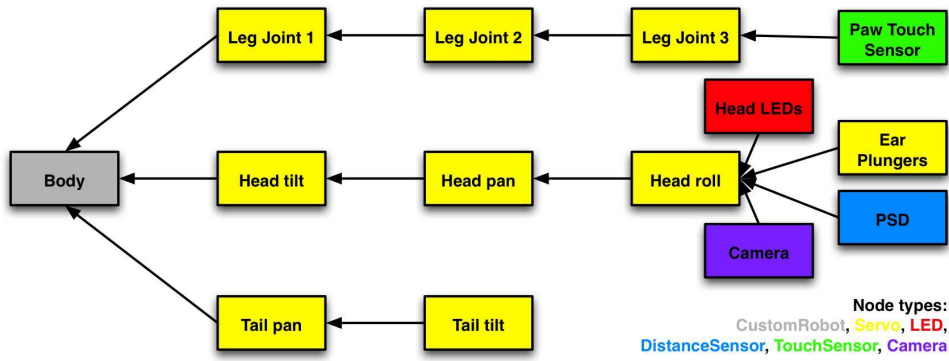 Leg Joint 1
Leg Joint 2
Leg Joint 3
Paw Touch
Sensor
Head LEDs
Ear
Plungers
Body
Head tilt
Head pan
Head roll
PSD
Camera
Tail pan
Tail tilt
Node types:
CustomRobot, Servo, LED,
DistanceSensor, TouchSensor, Camera